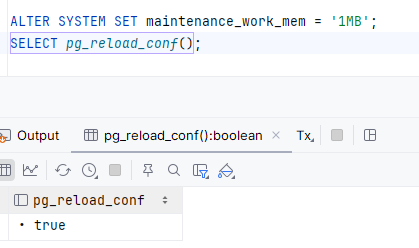 ALTER SYSTEM SET maintenance_work_mem = '1MB';
SELECT pg_reload_conf();
Output pg_reload_conf():boolean × Tx
pg_reload_conf
true